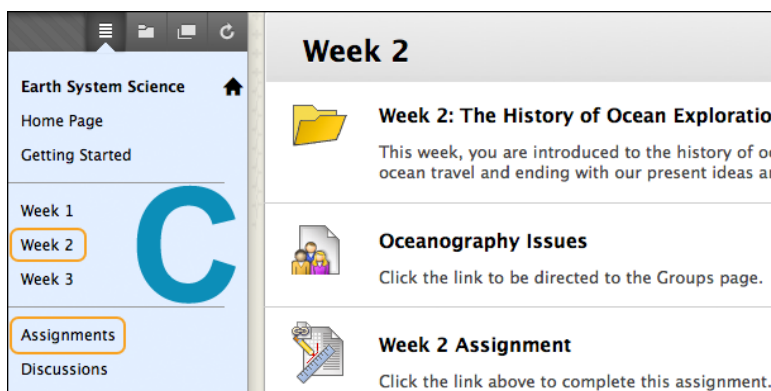 Earth System Science
Home Page
Getting Started
Week 1
Week 2
Week 3
Assignments
Discussions
C
Week 2
Week 2: The History of Ocean Exploratio
This week, you are introduced to the history of o
ocean travel and ending with our present ideas a
Oceanography Issues
Click the link to be directed to the Groups page.
Week 2 Assignment
Click the link above to complete this assignment.